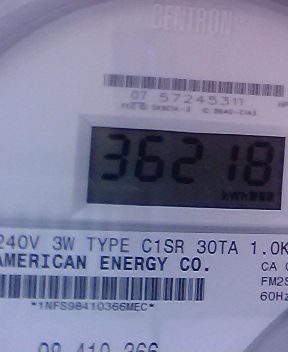 CENTRON
07 57245311
36218
kWh
240V 3W TYPE C1SR 30TA 1.0K
AMERICAN ENERGY CO.
CA
FM2S
60Hz
*1NFS98410366MEC*
98 410 366